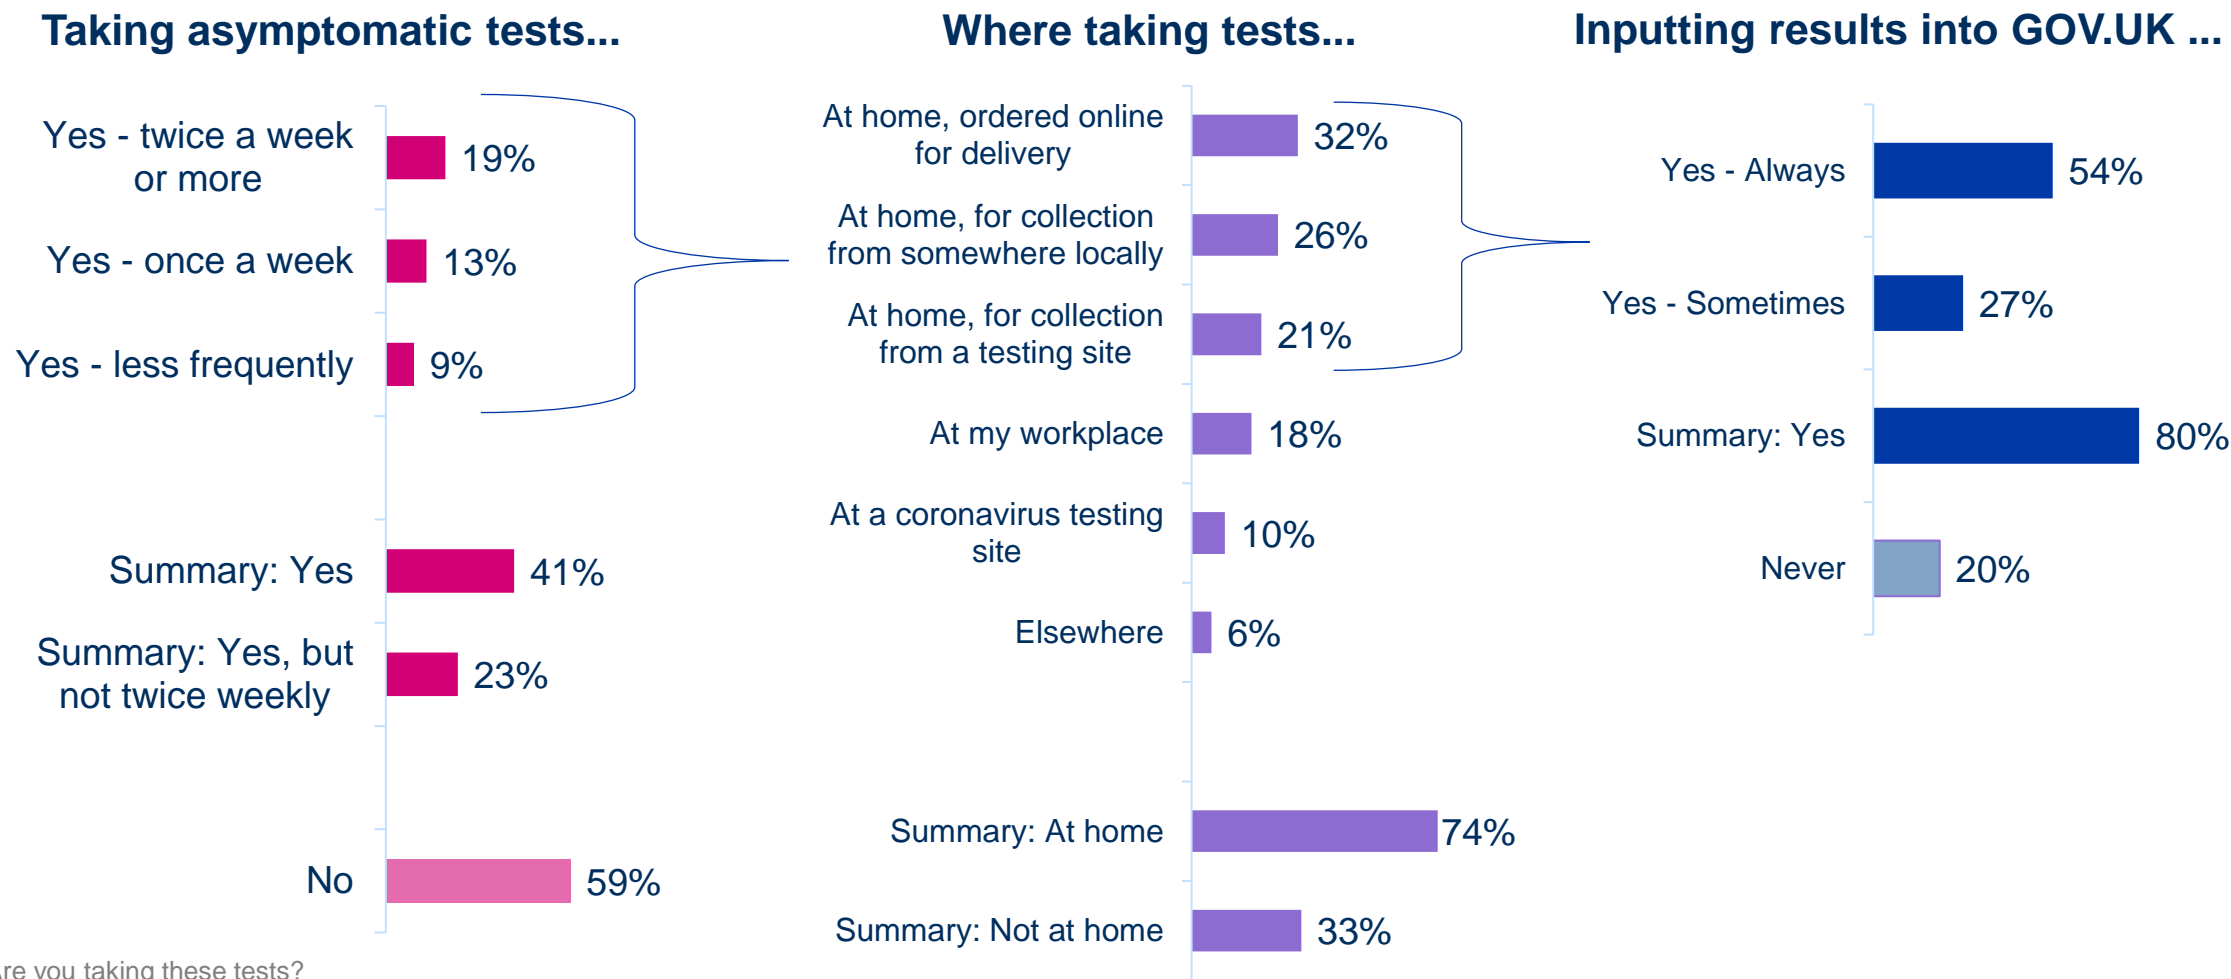 Taking asymptomatic tests...
Yes - twice a week
or more
19%
Yes - once a week
13%
Yes - less frequently
9%
Summary: Yes
41%
Summary: Yes, but
not twice weekly
23%
No
59%
Where taking tests...
At home, ordered online
for delivery
32%
At home, for collection
from somewhere locally
26%
At home, for collection
from a testing site
21%
At my workplace
18%
At a coronavirus testing
site
10%
Elsewhere
6%
Summary: At home
74%
Summary: Not at home
33%
Inputting results into GOV.UK ...
Yes - Always
54%
Yes - Sometimes
27%
Summary: Yes
80%
Never
20%
Are you taking these tests?